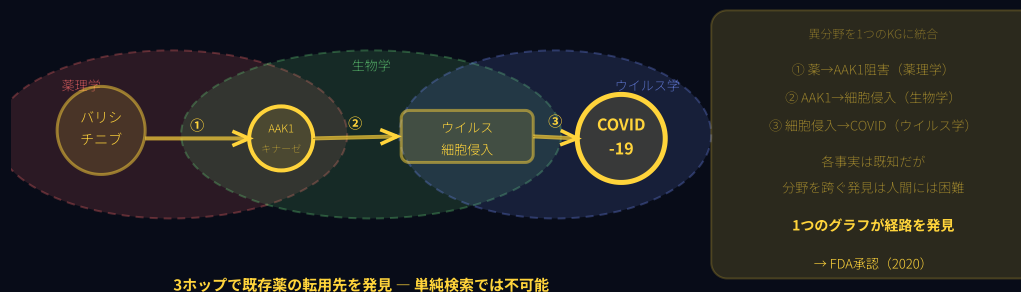 薬理学
生物学
ウイルス学
バリシ
チニブ
①
AAK1
キナーゼ
②
ウイルス
細胞侵入
③
COVID
-19
3ホップで既存薬の転用先を発見 — 単純検索では不可能
異分野を1つのKGに統合
① 薬→AAK1阻害（薬理学）
② AAK1→細胞侵入（生物学）
③ 細胞侵入→COVID（ウイルス学）
各事実は既知だが
分野を跨ぐ発見は人間には困難
1つのグラフが経路を発見
→ FDA承認（2020）